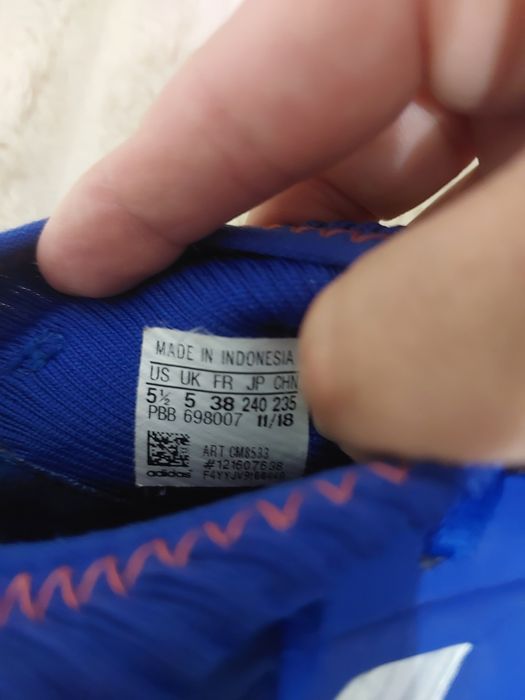 MADE IN INDONESIA
US UK FR JP CHN
5½ 5 38 240 235
PBB 698007 11/18
ART CM8533
#121607638
adidas